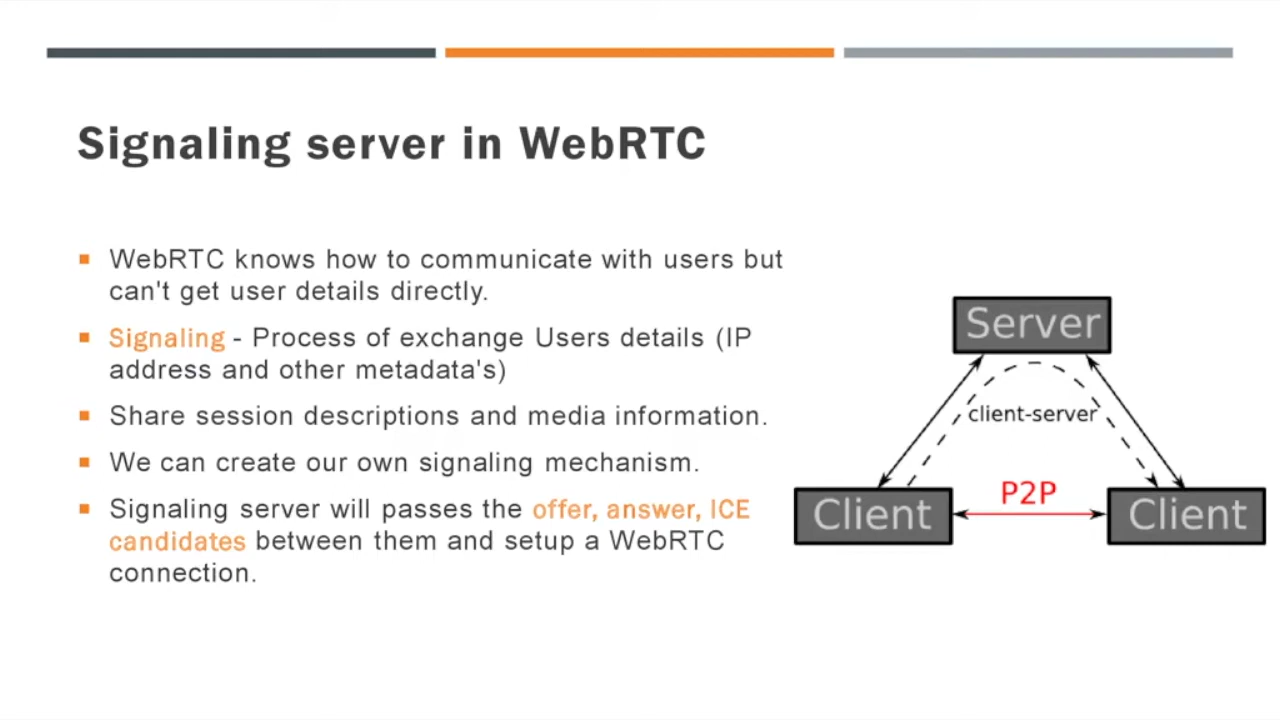 Signaling server in WebRTC
WebRTC knows how to communicate with users but
can't get user details directly.
Signaling - Process of exchange Users details (IP
address and other metadata's)
Share session descriptions and media information.
We can create our own signaling mechanism.
Signaling server will passes the offer, answer, ICE
candidates between them and setup a WebRTC
connection.
Server
client-server
P2P
Client
Client